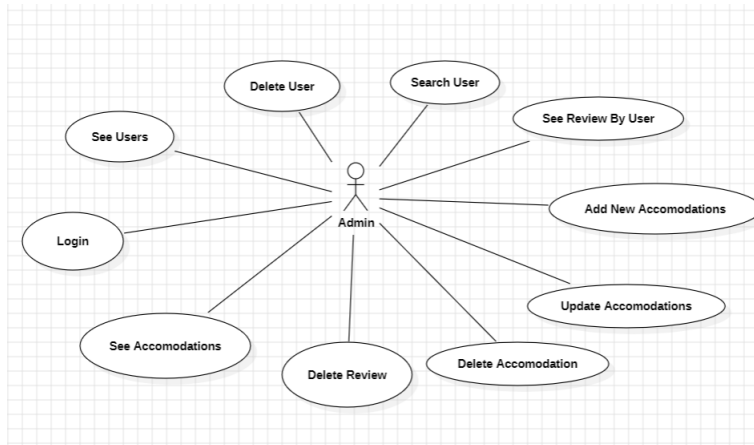 Delete User
Search User
See Users
See Review By User
Add New Accomodations
Admin
Login
Update Accomodations
See Accomodations
Delete Review
Delete Accomodation